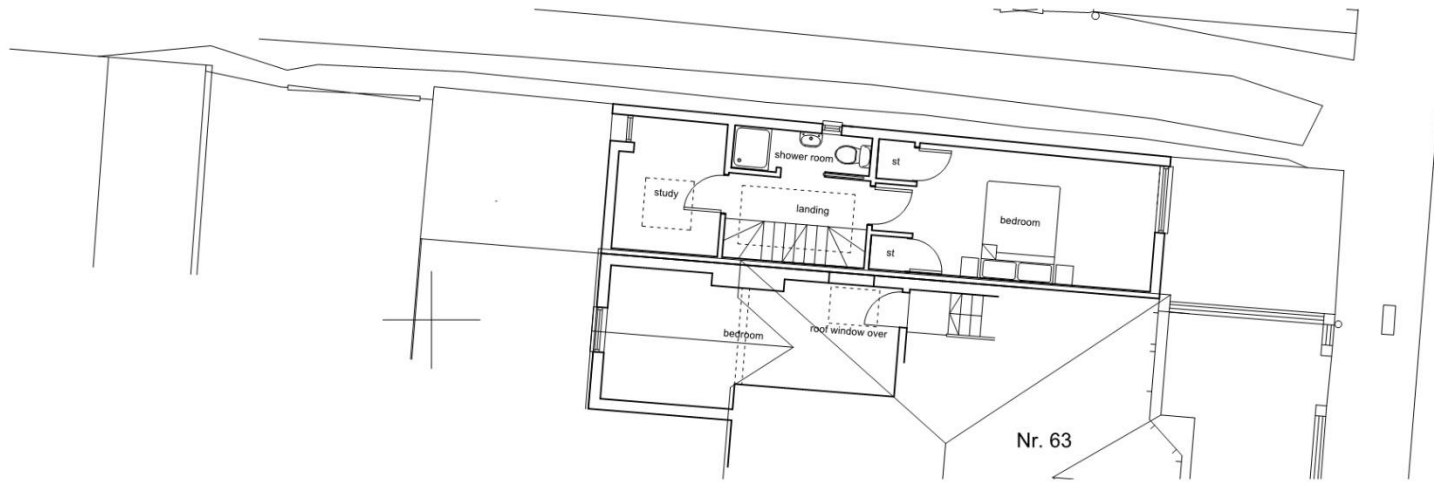 shower room
st
study
landing
bedroom
st
bedroom
roof window over
Nr. 63